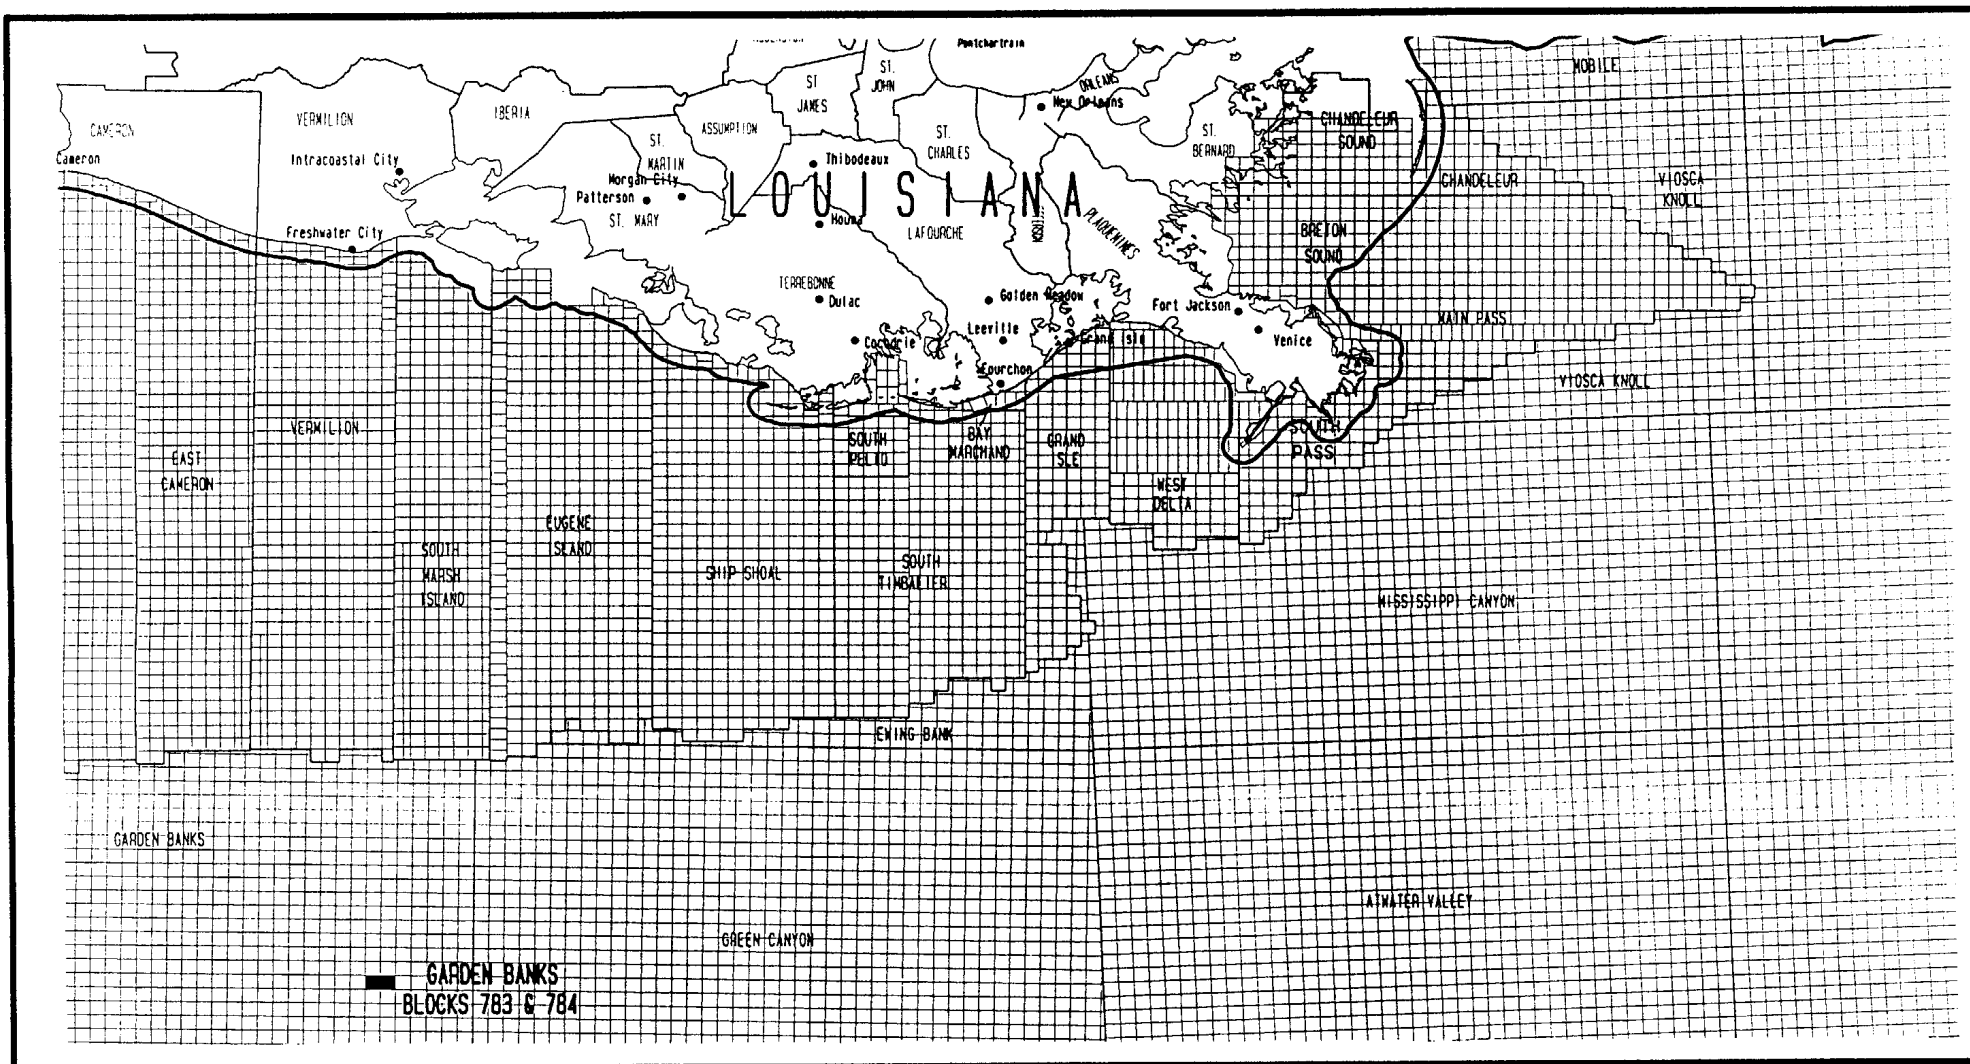 Pontchartrain
ST.
JOHN
ST
JAMES
ORLEANS
New Orleans
MOBILE
CAMERON
VERMILION
IBERIA
ASSUMPTION
ST.
MARTIN
ST.
CHARLES
ST.
BERNARD
CHANDELEUR
SOUND
Cameron
Intracoastal City
Thibodeaux
Morgan City
Patterson
ST. MARY
LOUISIANA
Houma
LAFOURCHE
PLAQUEMINES
CHANDELEUR
VIOSCA
KNOLL
Freshwater City
BRETON
SOUND
TERREBONNE
Dulac
Golden Meadow
Fort Jackson
Leeville
Cocodrie
Grand Isle
Venice
MAIN PASS
Fourchon
VIOSCA KNOLL
VERMILION
EAST
CAMERON
SOUTH
PELTO
BAY
MARCHAND
GRAND
ISLE
SOUTH
PASS
WEST
DELTA
EUGENE
ISLAND
SOUTH
MARSH
ISLAND
SHIP SHOAL
SOUTH
TIMBALIER
MISSISSIPPI CANYON
EWING BANK
GARDEN BANKS
ATWATER VALLEY
GREEN CANYON
GARDEN BANKS
BLOCKS 783 & 784